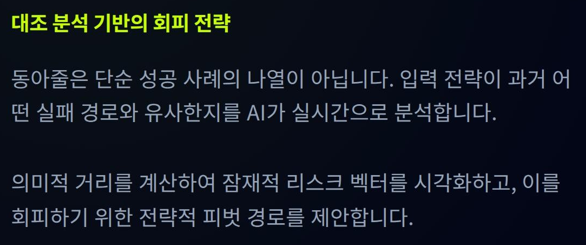 대조 분석 기반의 회피 전략
동아줄은 단순 성공 사례의 나열이 아닙니다. 입력 전략이 과거 어
떤 실패 경로와 유사한지를 AI가 실시간으로 분석합니다.
의미적 거리를 계산하여 잠재적 리스크 벡터를 시각화하고, 이를
회피하기 위한 전략적 피벗 경로를 제안합니다.